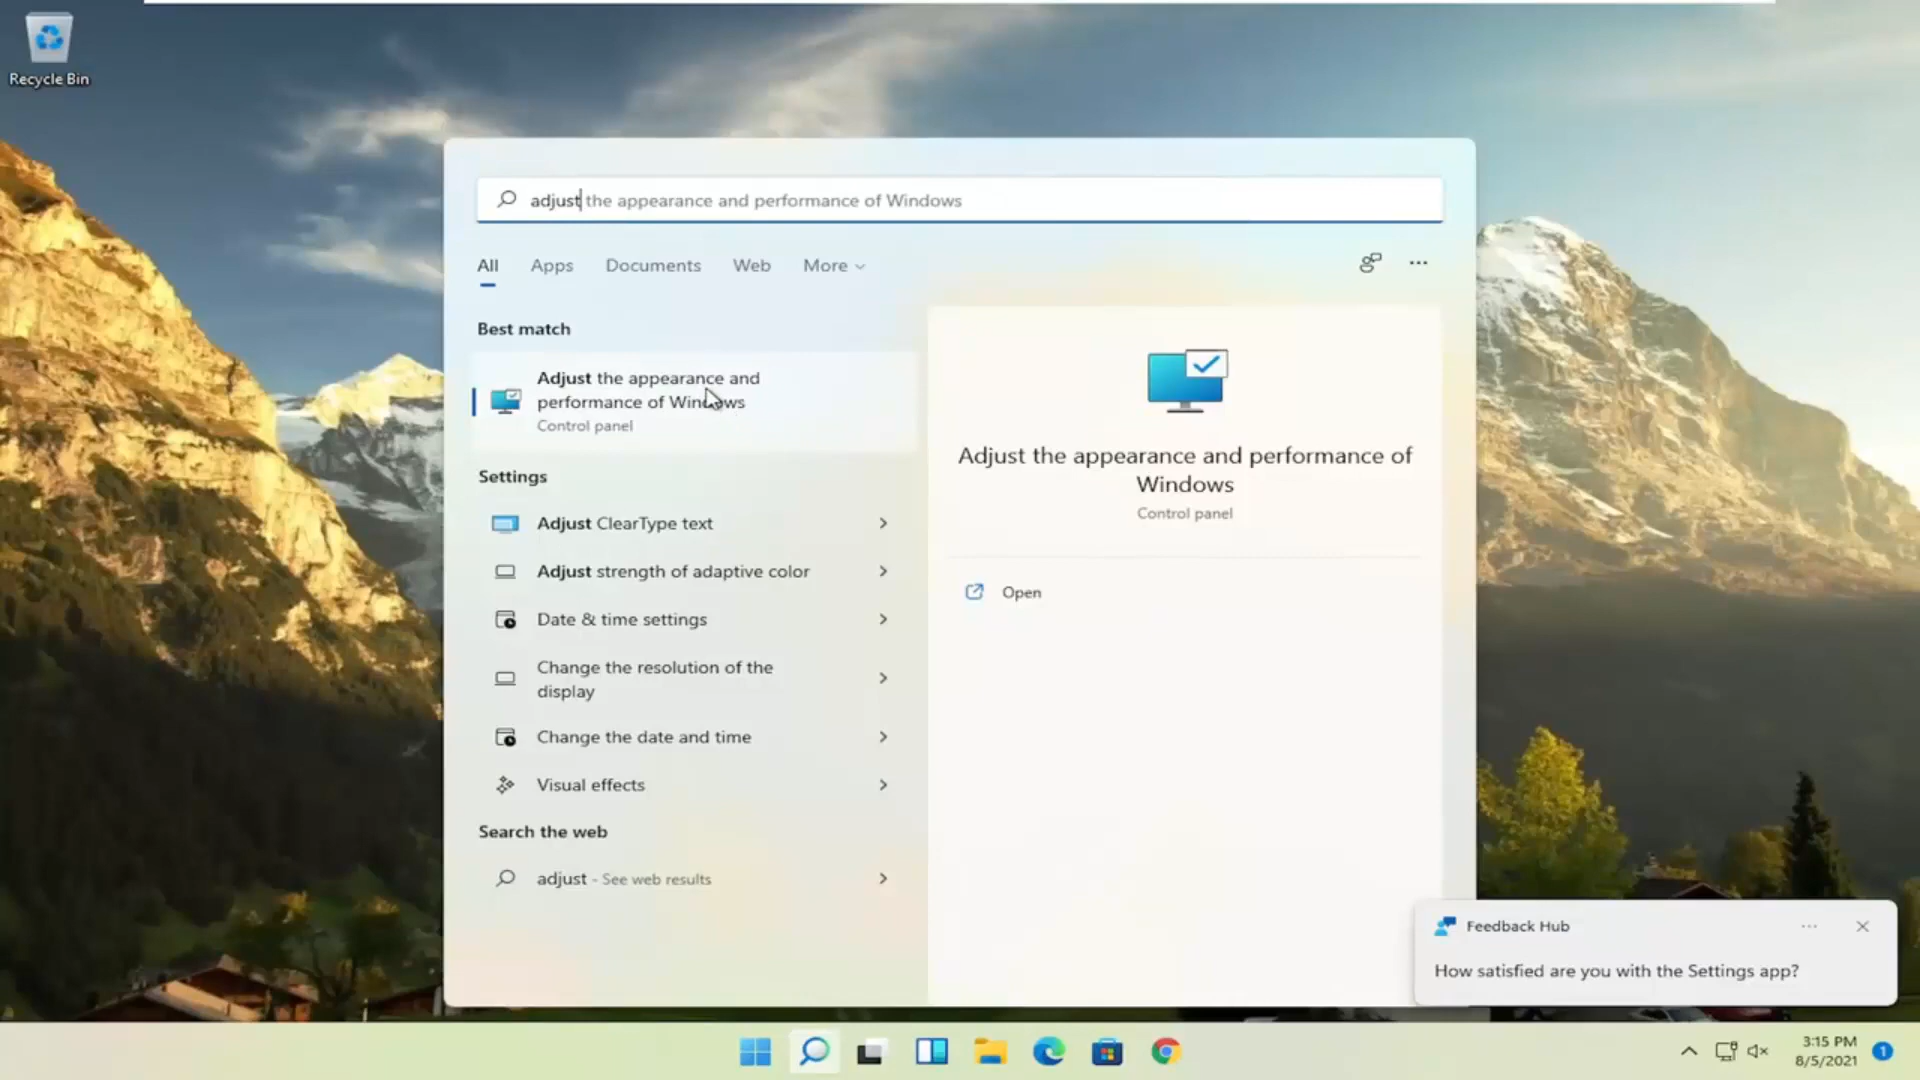 Recycle Bin
adjust the appearance and performance of Windows
All
Apps
Documents
Web
More
Best match
Adjust the appearance and
performance of Windows
Control panel
Settings
Adjust ClearType text
Adjust strength of adaptive color
Date & time settings
Change the resolution of the
display
Change the date and time
Visual effects
Search the web
adjust - See web results
Adjust the appearance and performance of
Windows
Control panel
Open
Feedback Hub
How satisfied are you with the Settings app?
3:15 PM
8/5/2021
1